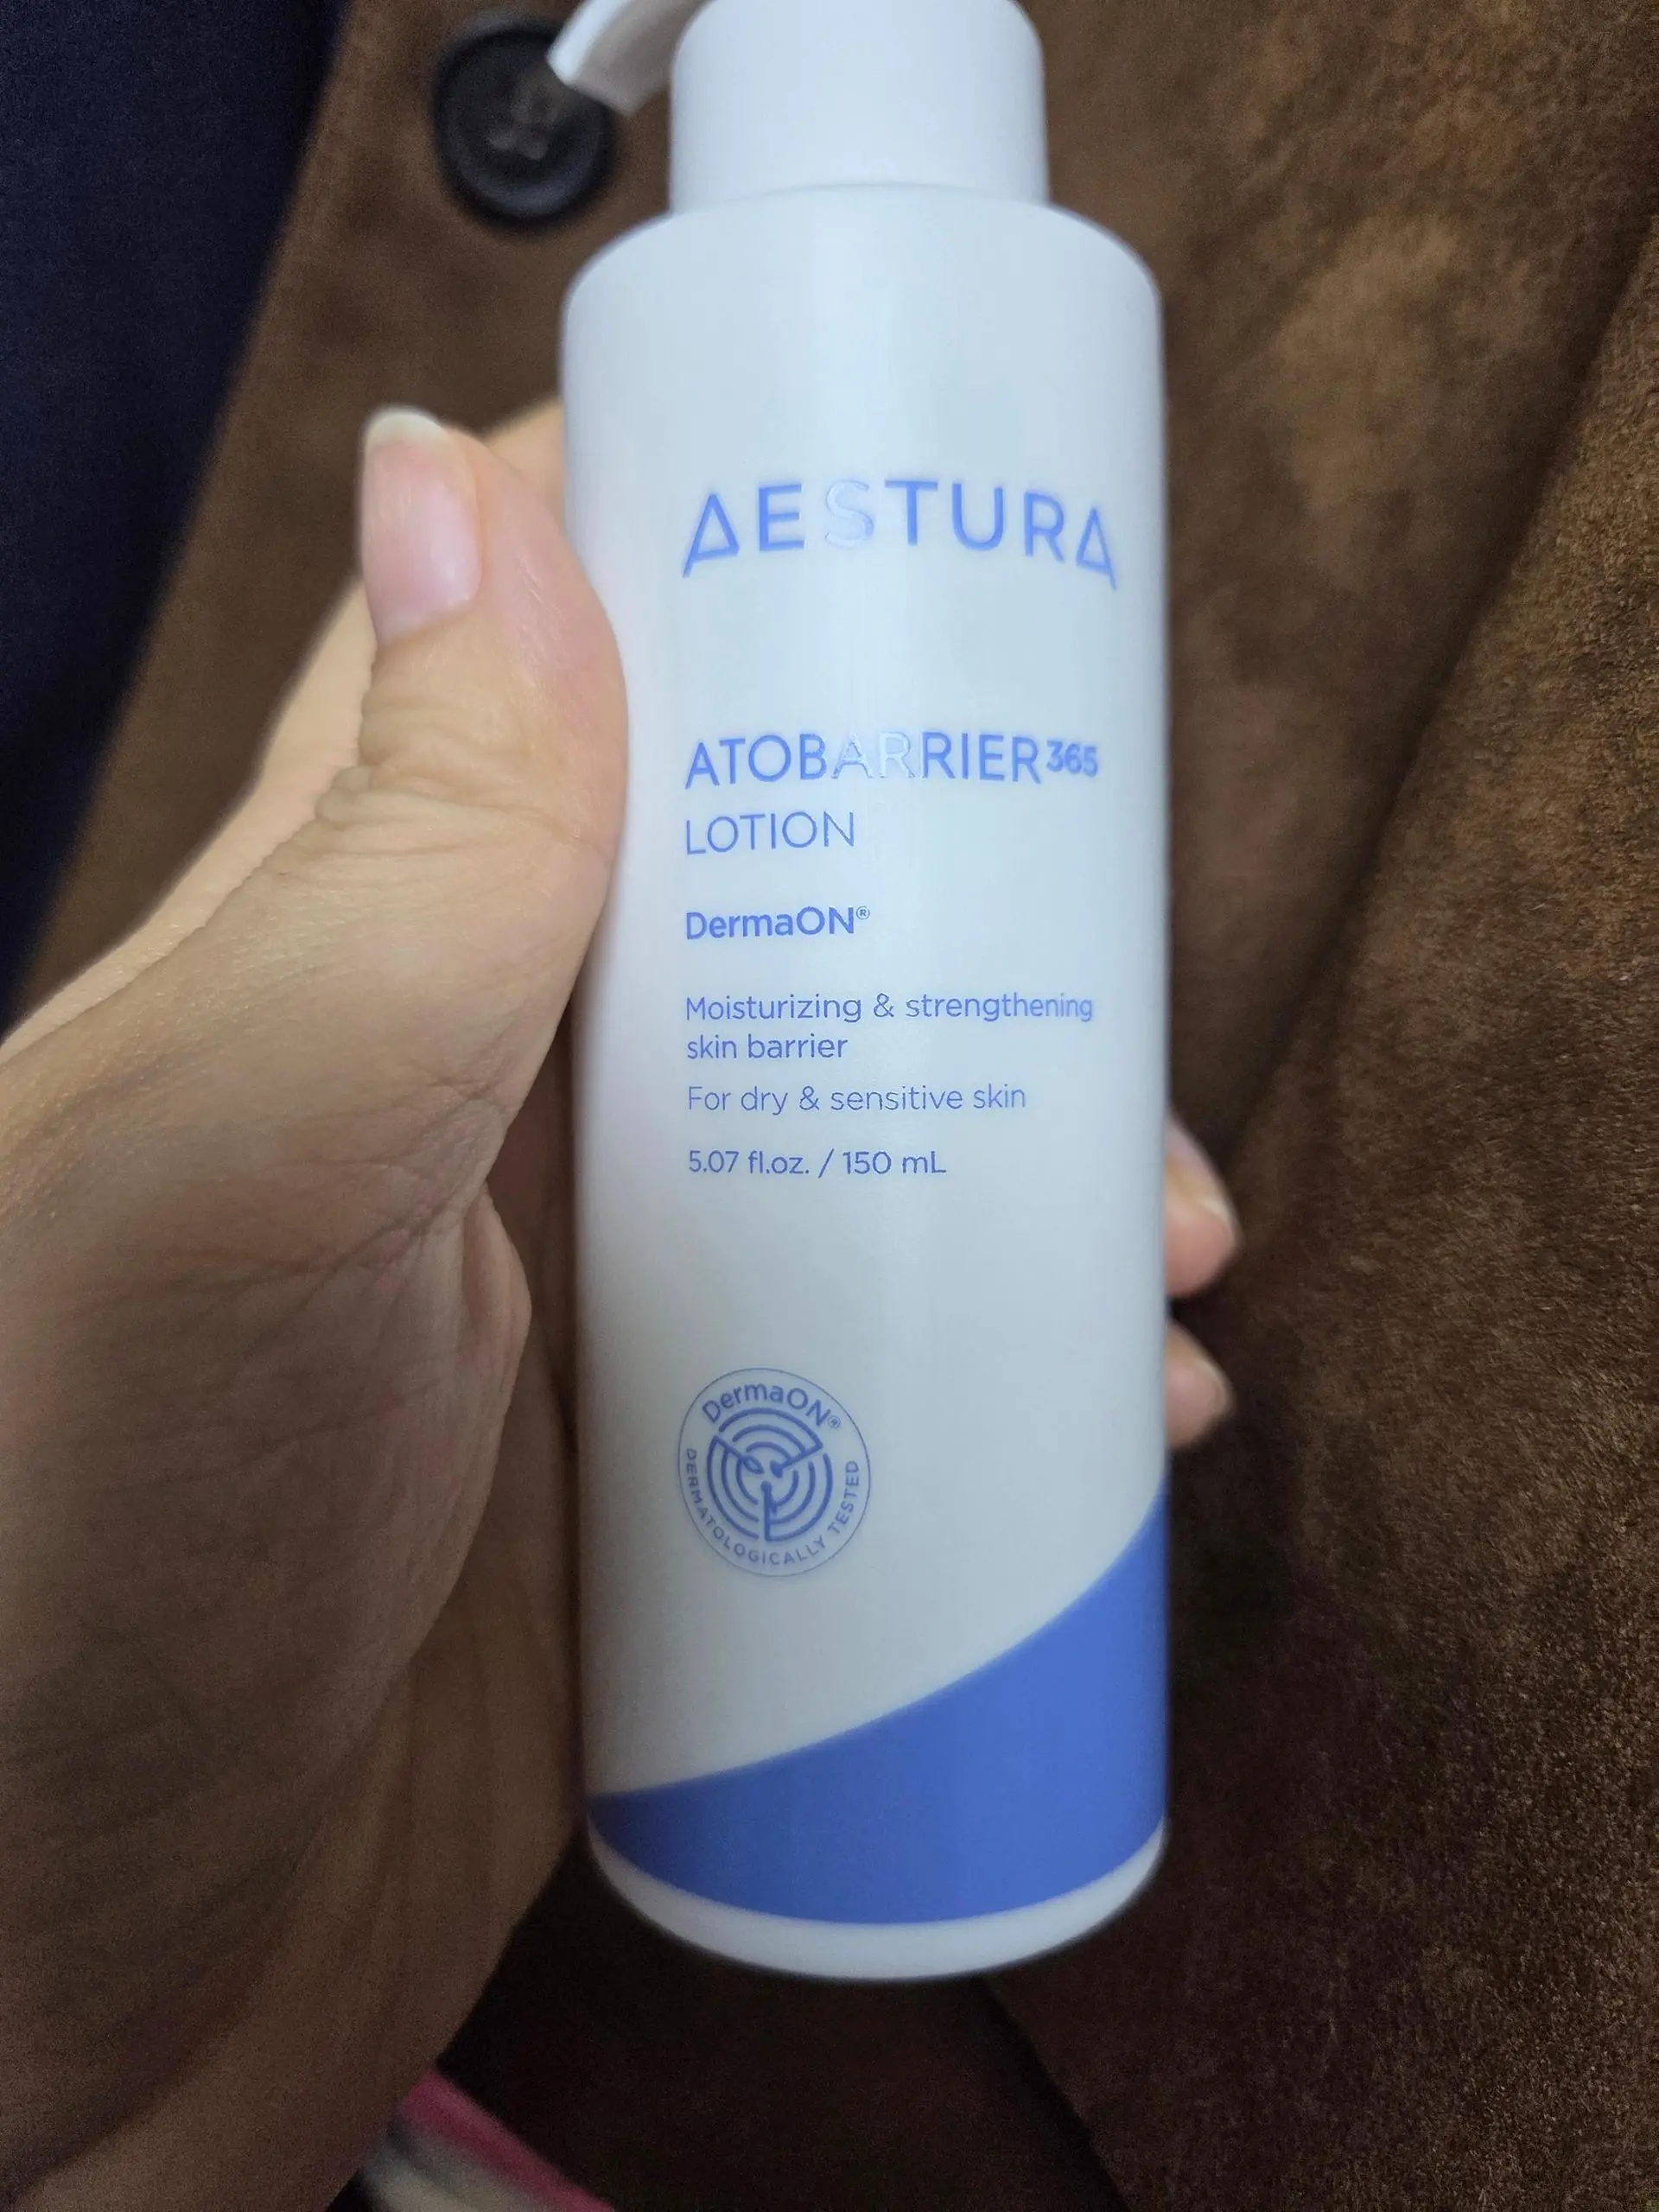 AESTURA
ATOBARRIER365
LOTION
DermaON®
Moisturizing & strengthening
skin barrier
For dry & sensitive skin
5.07 fl.oz. / 150 mL
DermaON®
DERMATOLOGICALLY TESTED